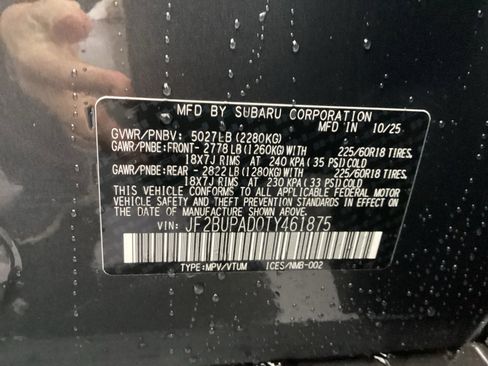 MFD BY SUBARU CORPORATION
MFD IN 10/25
GVWR/PNBV: 5027LB (2280KG)
GAWR/PNBE:FRONT- 2778 LB (1260KG) WITH 225/60R18 TIRES,
18X7J RIMS AT 240 KPA (35 PSI) COLD
GAWR/PNBE:REAR - 2822 LB (1280KG) WITH 225/60R18 TIRES,
18X7J RIMS AT 230 KPA (33 PSI) COLD
THIS VEHICLE CONFORMS TO ALL APPLICABLE FEDERAL MOTOR
VEHICLE SAFETY AND THEFT PREVENTION STANDARDS IN EFFECT
ON THE DATE OF MANUFACTURE SHOWN ABOVE.
VIN: JF2BUPAD0TY461875
TYPE:MPV/VTUM ICES/NMB-002